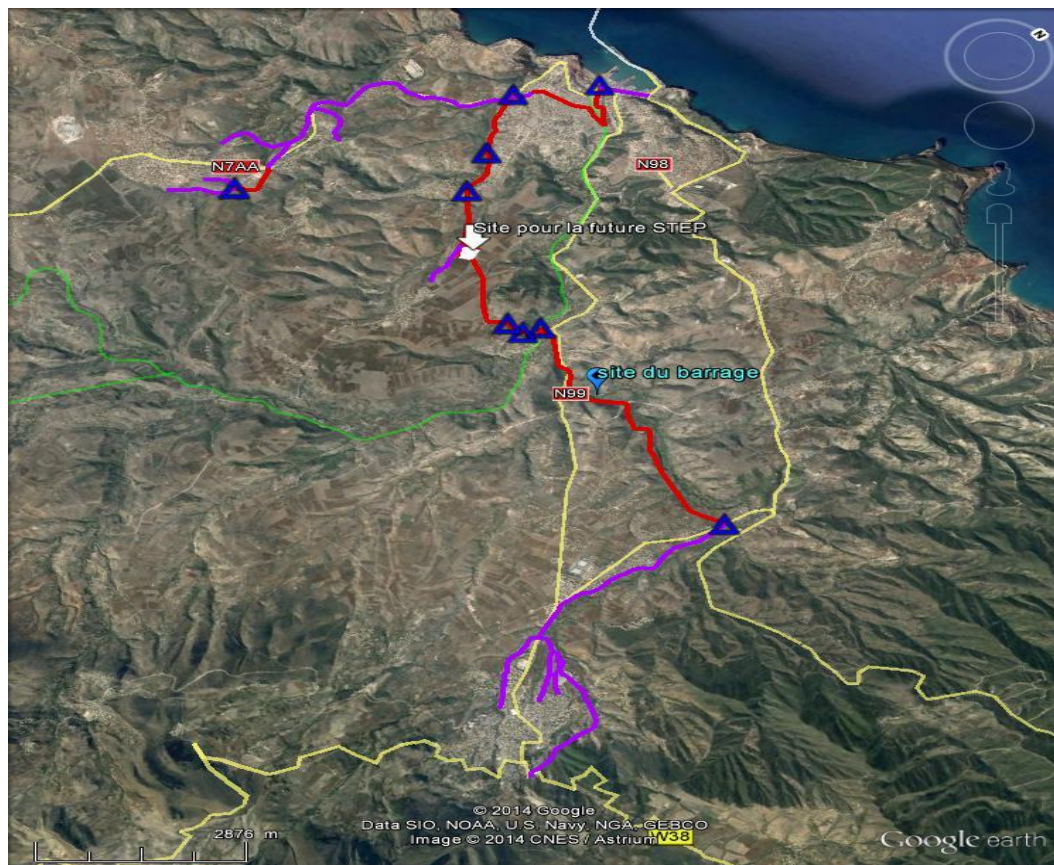 N
N7AA
N98
Site pour la future STEP
site du barrage
N99
© 2014 Google
Data SIO, NOAA, U.S. Navy, NGA, GEBCO
Image © 2014 CNES / Astrium
W38
2876 m
Google earth